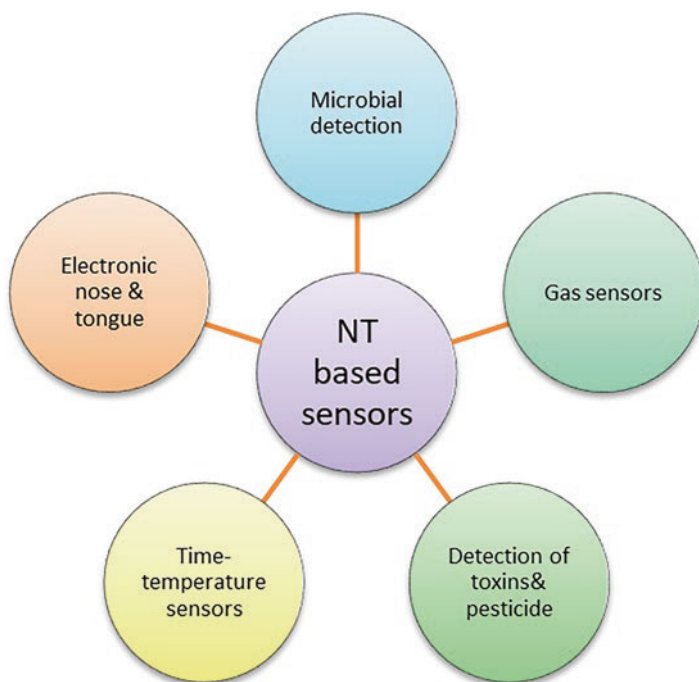 Microbial
detection
Electronic
nose &
tongue
Gas sensors
NT
based
sensors
Time-
temperature
sensors
Detection of
toxins&
pesticide